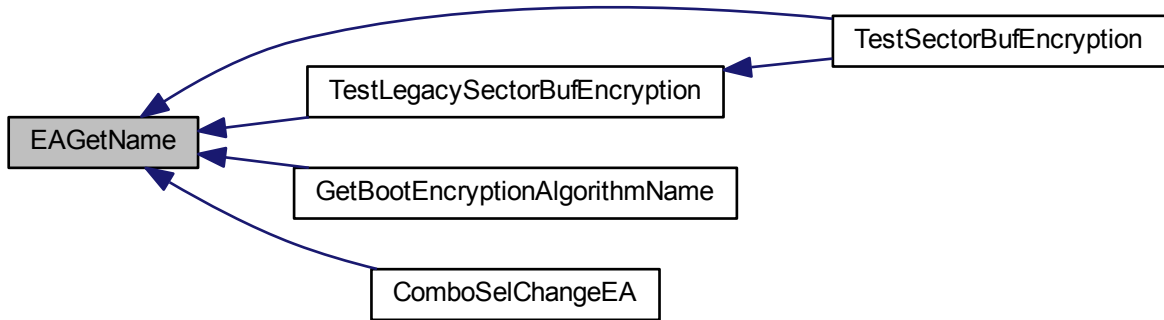 TestSectorBufEncryption
TestLegacySectorBufEncryption
EAGetName
GetBootEncryptionAlgorithmName
ComboSelChangeEA